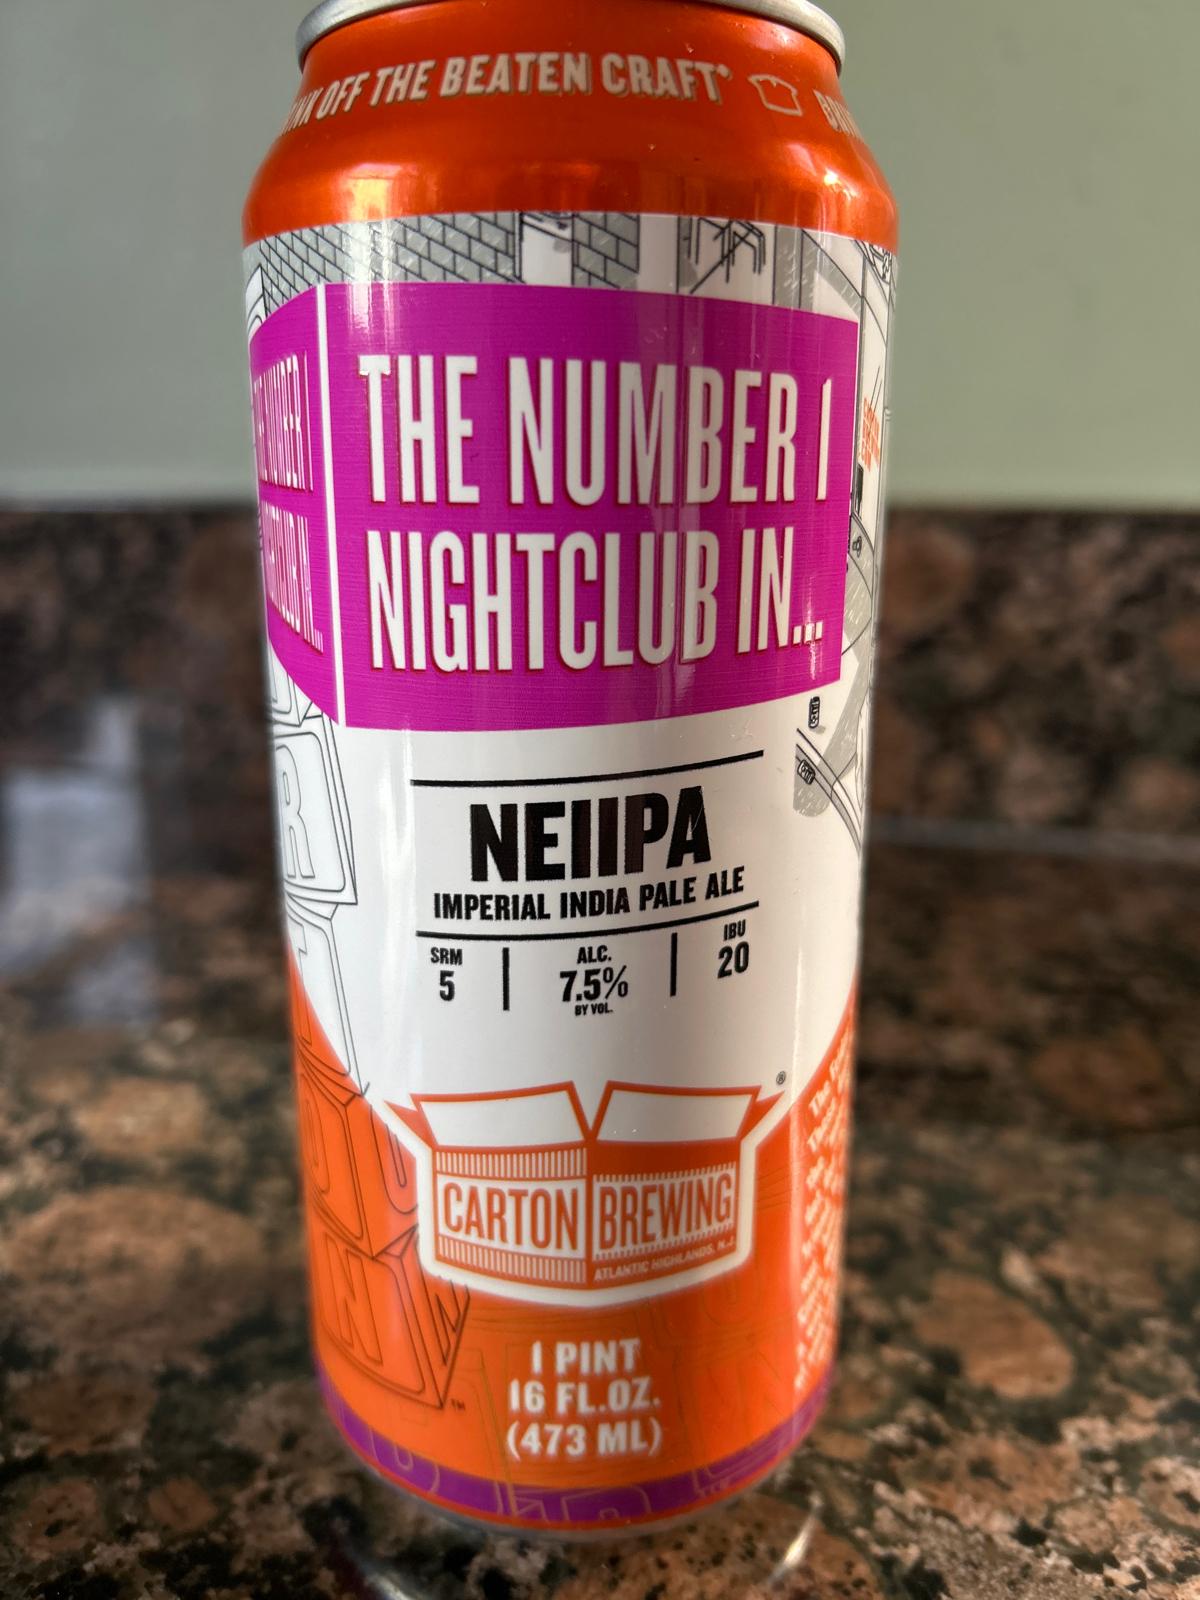 OFF THE BEATEN CRAFT®
THE NUMBER 1
NIGHTCLUB IN...
NEIIPA
IMPERIAL INDIA PALE ALE
SRM
5
ALC.
7.5%
BY VOL.
IBU
20
®
CARTON BREWING
ATLANTIC HIGHLANDS, N.J.
1 PINT
16 FL.OZ.
(473 ML)
TM